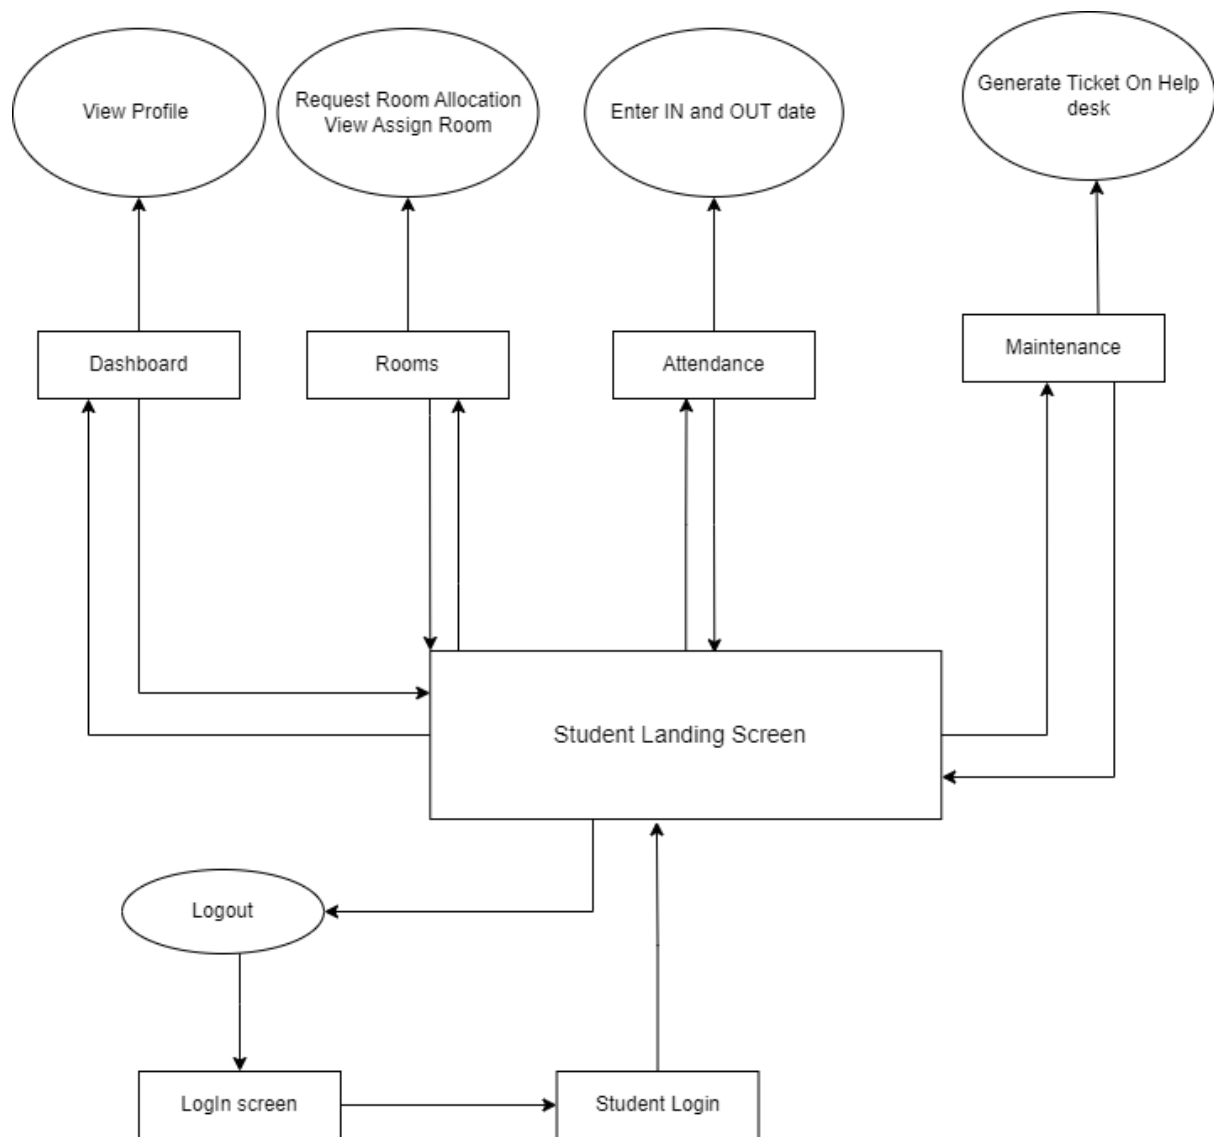 View Profile
Request Room Allocation
View Assign Room
Enter IN and OUT date
Generate Ticket On Help
desk
Dashboard
Rooms
Attendance
Maintenance
Student Landing Screen
Logout
LogIn screen
Student Login